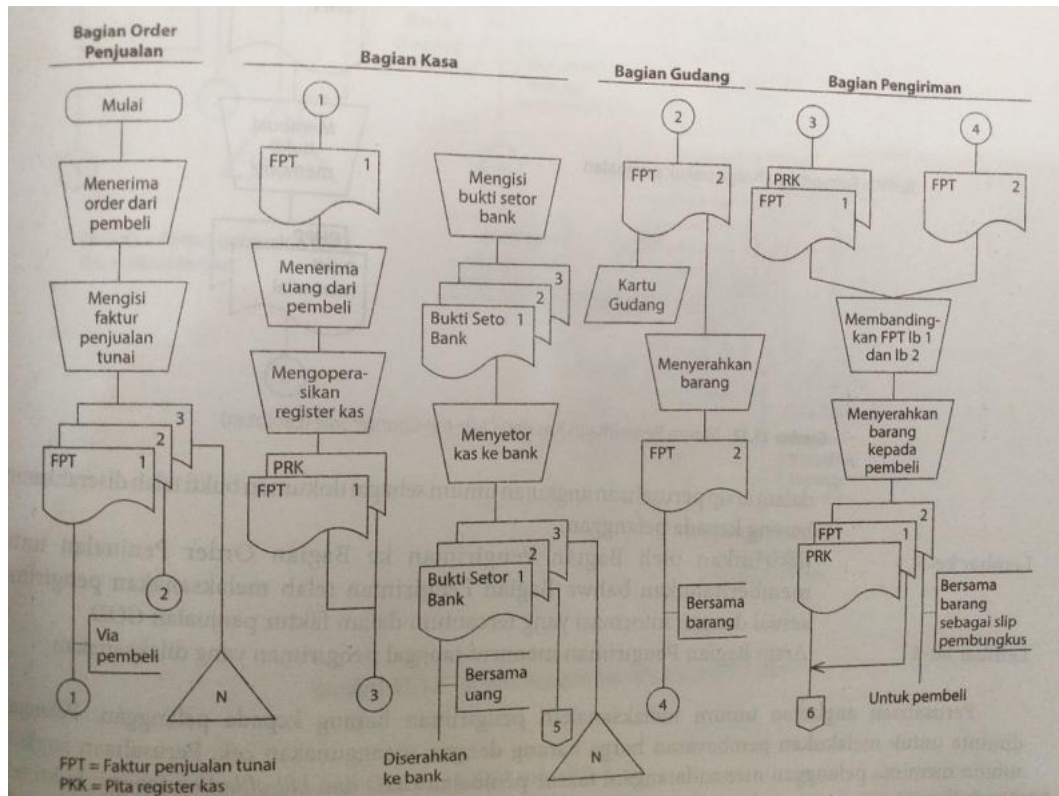 Bagian Order
Penjualan
Mulai
Menerima
order dari
pembeli
Mengisi
faktur
penjualan
tunai
3
2
FPT 1
2
Via
pembeli
1
N
FPT = Faktur penjualan tunai
PKK = Pita register kas
Bagian Kasa
1
FPT 1
Menerima
uang dari
pembeli
Mengopera-
sikan
register kas
PRK
FPT 1
3
Mengisi
bukti setor
bank
3
2
Bukti Seto 1
Bank
Menyetor
kas ke bank
3
2
Bukti Setor 1
Bank
Bersama
uang
5
N
Diserahkan
ke bank
Bagian Gudang
2
FPT 2
Kartu
Gudang
Menyerahkan
barang
FPT 2
Bersama
barang
4
Bagian Pengiriman
3
PRK
FPT 1
4
FPT 2
Membanding-
kan FPT lb 1
dan lb 2
Menyerahkan
barang
kepada
pembeli
2
FPT 1
PRK
Bersama
barang
sebagai slip
pembungkus
Untuk pembeli
6